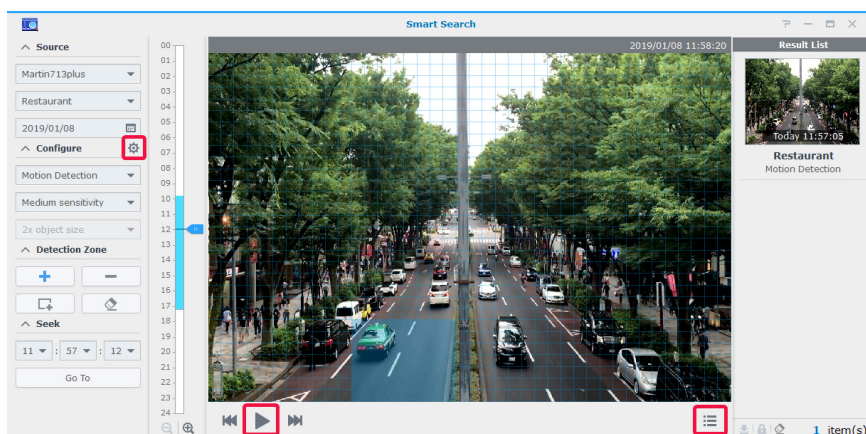 Smart Search
Source
Martin713plus
Restaurant
2019/01/08
Configure
Motion Detection
Medium sensitivity
2x object size
Detection Zone
Seek
11 : 57 : 12
Go To
00
01
02
03
04
05
06
07
08
09
10
11
12
13
14
15
16
17
18
19
20
21
22
23
24
2019/01/08 11:58:20
Result List
Today 11:57:05
Restaurant
Motion Detection
1 item(s)